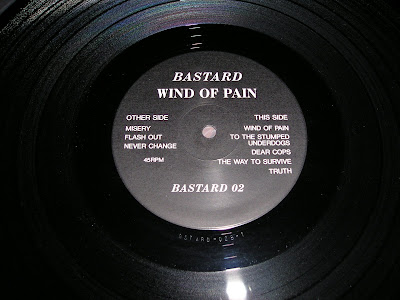 BASTARD
WIND OF PAIN
OTHER SIDE
MISERY
FLASH OUT
NEVER CHANGE
45RPM
THIS SIDE
WIND OF PAIN
TO THE STUMPED
UNDERDOGS
DEAR COPS
THE WAY TO SURVIVE
TRUTH
BASTARD 02